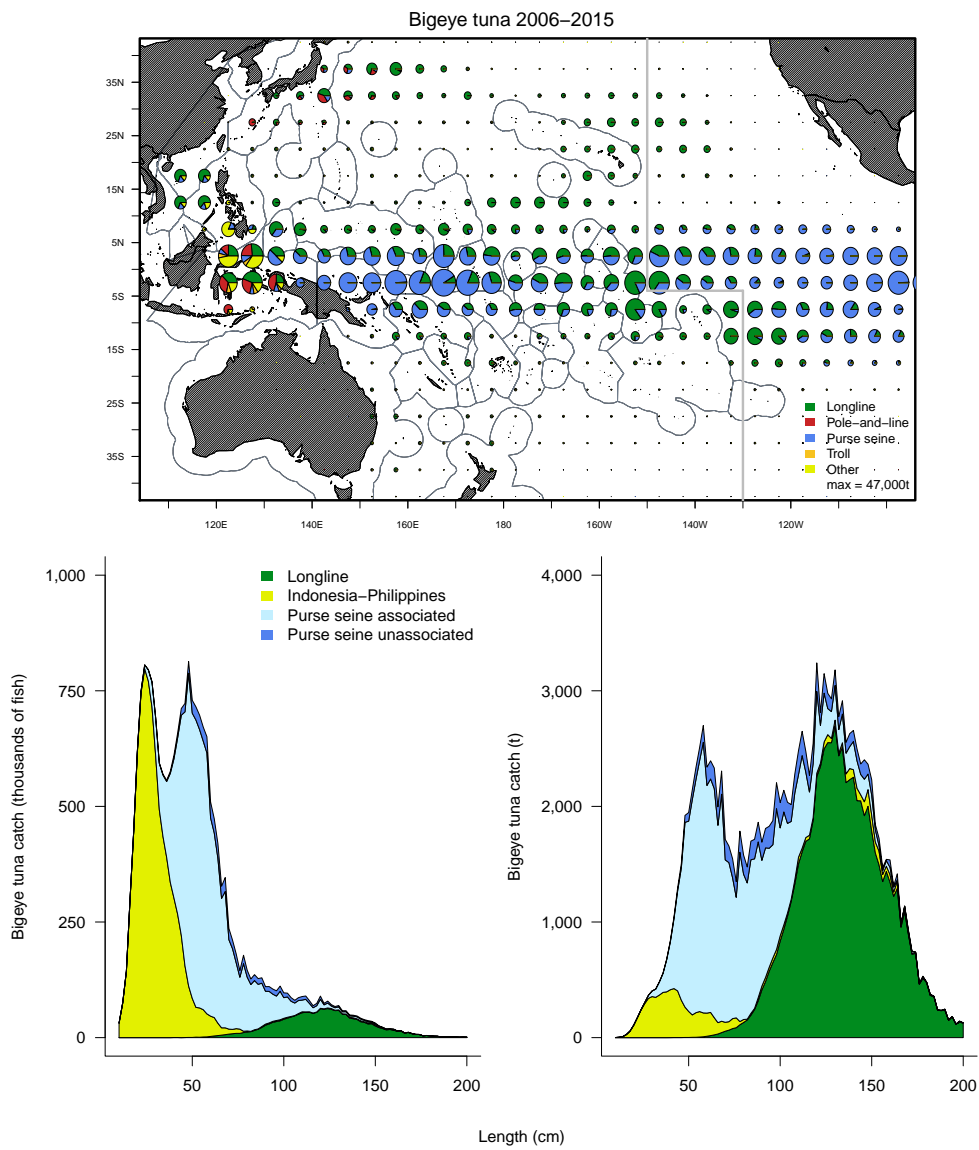 Bigeye tuna 2006−2015
35N
25N
15N
5N
5S
15S
25S
35S
Longline
Pole−and−line
Purse seine
Troll
Other
max = 47,000t
120E 140E 160E 180 160W 140W 120W
1,000
750
500
250
0
Bigeye tuna catch (thousands of fish)
Longline
Indonesia−Philippines
Purse seine associated
Purse seine unassociated
50 100 150 200
4,000
3,000
2,000
1,000
0
Bigeye tuna catch (t)
50 100 150 200
Length (cm)